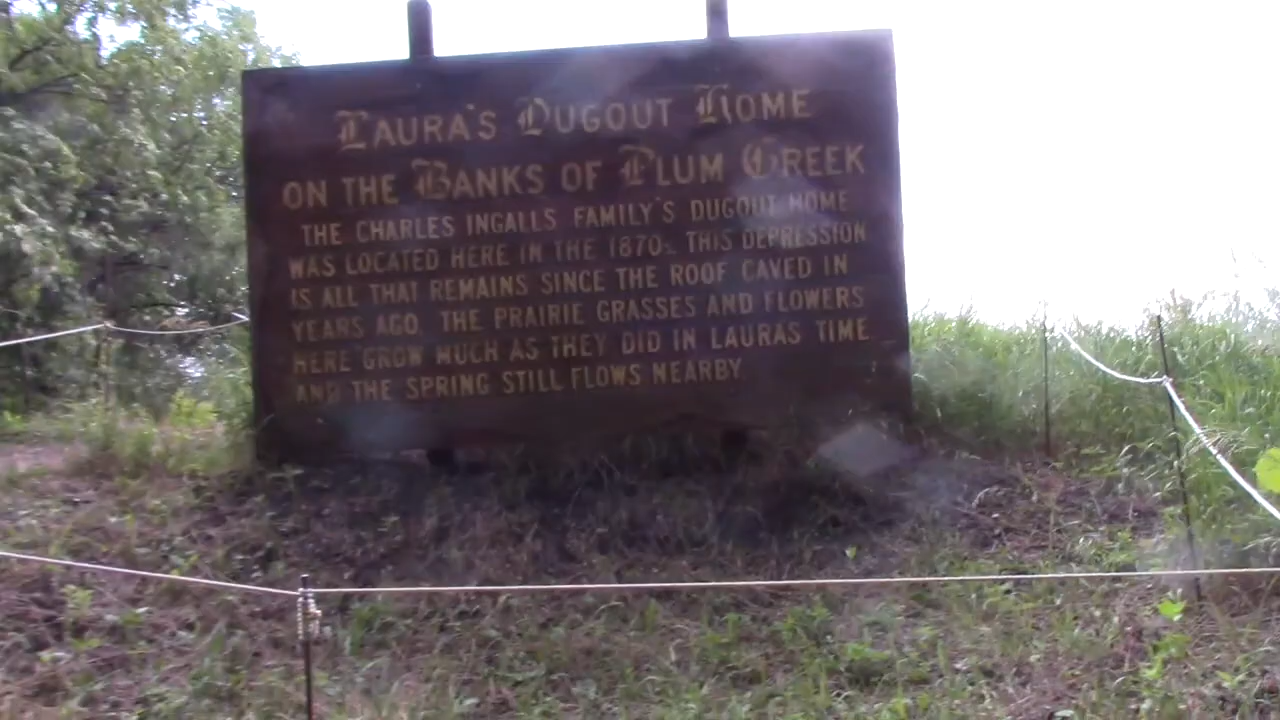 LAURA'S DUGOUT HOME
ON THE BANKS OF PLUM CREEK
THE CHARLES INGALLS FAMILY'S DUGOUT HOME
WAS LOCATED HERE IN THE 1870s. THIS DEPRESSION
IS ALL THAT REMAINS SINCE THE ROOF CAVED IN
YEARS AGO. THE PRAIRIE GRASSES AND FLOWERS
HERE GROW MUCH AS THEY DID IN LAURAS TIME
AND THE SPRING STILL FLOWS NEARBY.